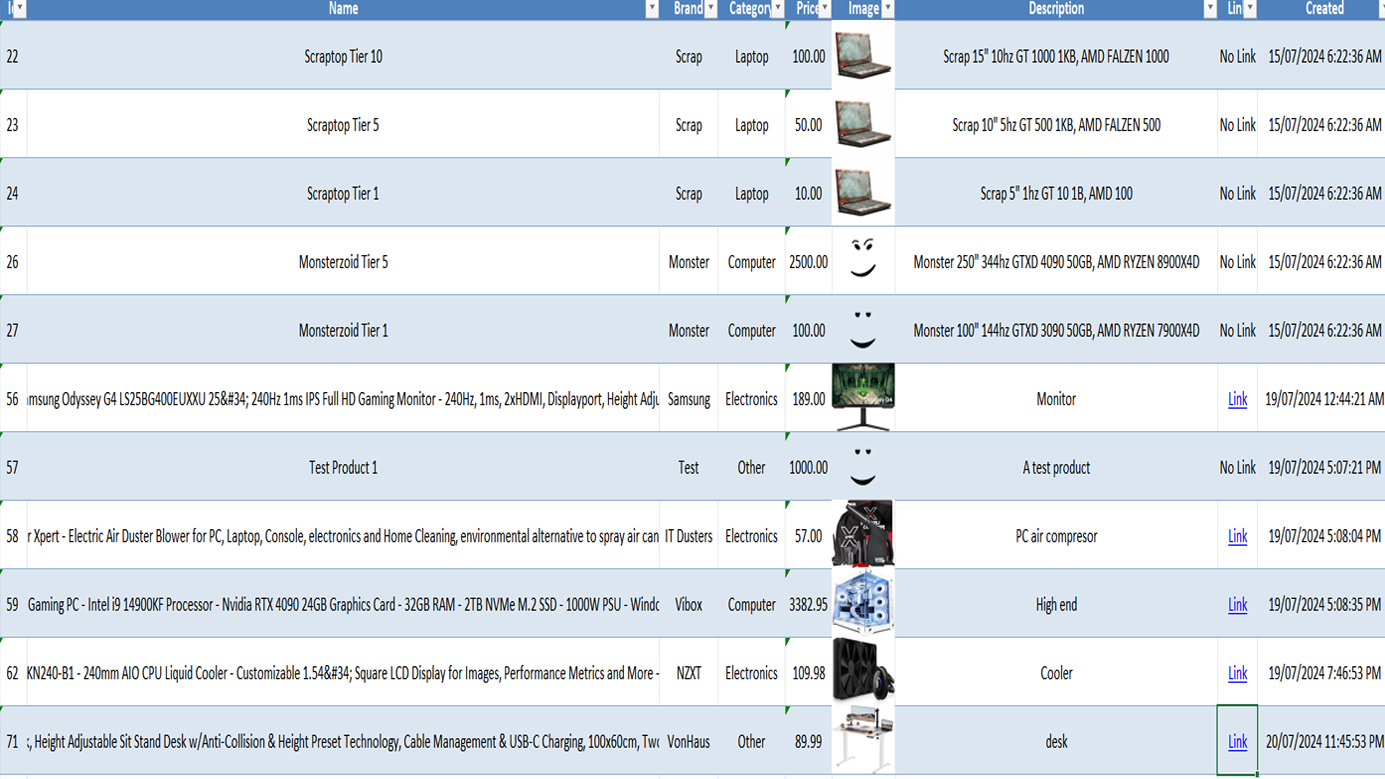 Name Brand Category Price Image Description Link Created
22 Scraptop Tier 10 Scrap Laptop 100.00 Scrap 15" 10hz GT 1000 1KB, AMD FALZEN 1000 No Link 15/07/2024 6:22:36 AM
23 Scraptop Tier 5 Scrap Laptop 50.00 Scrap 10" 5hz GT 500 1KB, AMD FALZEN 500 No Link 15/07/2024 6:22:36 AM
24 Scraptop Tier 1 Scrap Laptop 10.00 Scrap 5" 1hz GT 10 1B, AMD 100 No Link 15/07/2024 6:22:36 AM
26 Monsterzoid Tier 5 Monster Computer 2500.00 Monster 250" 344hz GTXD 4090 50GB, AMD RYZEN 8900X4D No Link 15/07/2024 6:22:36 AM
27 Monsterzoid Tier 1 Monster Computer 100.00 Monster 100" 144hz GTXD 3090 50GB, AMD RYZEN 7900X4D No Link 15/07/2024 6:22:36 AM
56 msung Odyssey G4 LS25BG400EUXXU 25&#34; 240Hz 1ms IPS Full HD Gaming Monitor - 240Hz, 1ms, 2xHDMI, Displayport, Height Adju Samsung Electronics 189.00 Monitor Link 19/07/2024 12:44:21 AM
57 Test Product 1 Test Other 1000.00 A test product No Link 19/07/2024 5:07:21 PM
58 r Xpert - Electric Air Duster Blower for PC, Laptop, Console, electronics and Home Cleaning, environmental alternative to spray air can IT Dusters Electronics 57.00 PC air compresor Link 19/07/2024 5:08:04 PM
59 Gaming PC - Intel i9 14900KF Processor - Nvidia RTX 4090 24GB Graphics Card - 32GB RAM - 2TB NVMe M.2 SSD - 1000W PSU - Windo Vibox Computer 3382.95 High end Link 19/07/2024 5:08:35 PM
62 KN240-B1 - 240mm AIO CPU Liquid Cooler - Customizable 1.54&#34; Square LCD Display for Images, Performance Metrics and More - NZXT Electronics 109.98 Cooler Link 19/07/2024 7:46:53 PM
71 , Height Adjustable Sit Stand Desk w/Anti-Collision & Height Preset Technology, Cable Management & USB-C Charging, 100x60cm, Two VonHaus Other 89.99 desk Link 20/07/2024 11:45:53 PM